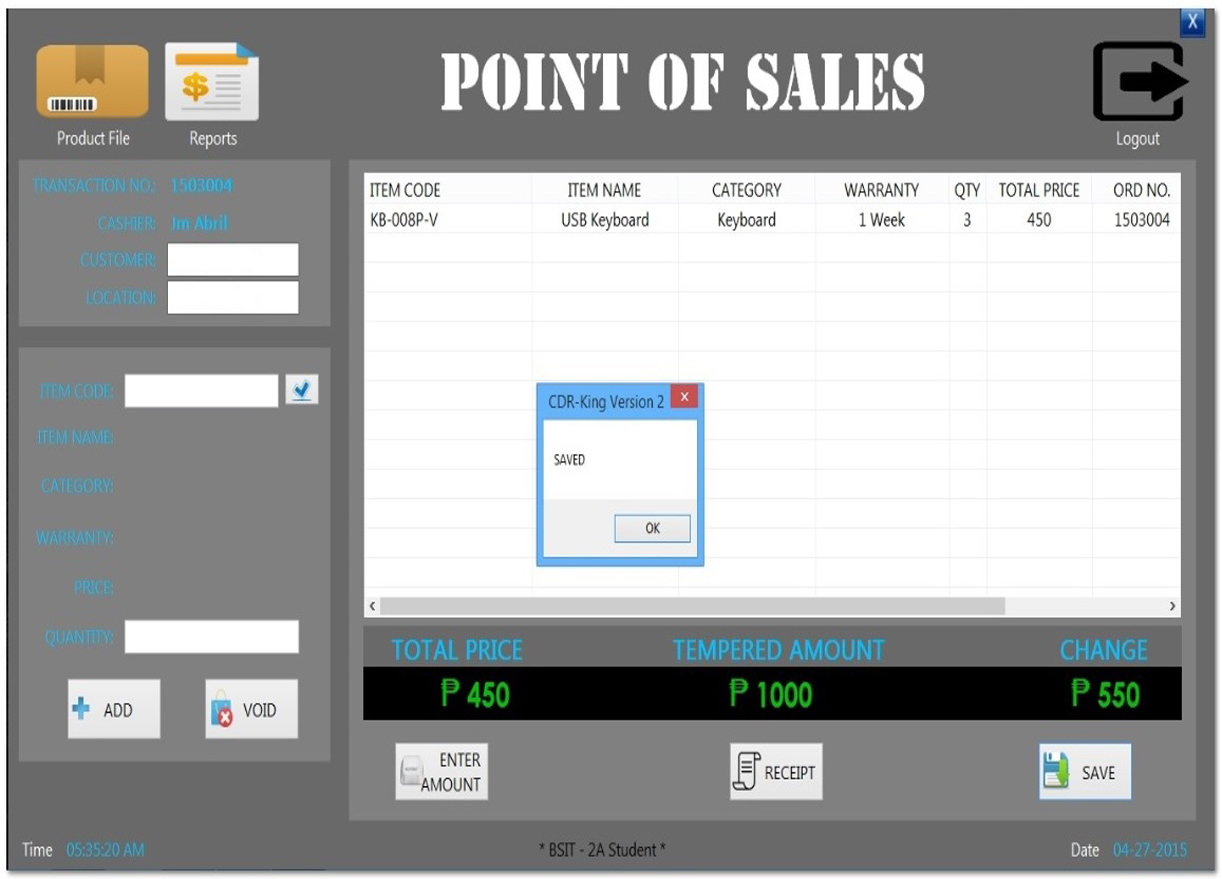 X
POINT OF SALES
Product File
Reports
Logout
TRANSACTION NO.: 1503004
CASHIER: Jm Abril
CUSTOMER:
LOCATION:
ITEM CODE:
ITEM NAME:
CATEGORY:
WARRANTY:
PRICE:
QUANTITY:
ADD
VOID
ITEM CODE ITEM NAME CATEGORY WARRANTY QTY TOTAL PRICE ORD NO.
KB-008P-V USB Keyboard Keyboard 1 Week 3 450 1503004
CDR-King Version 2 x
SAVED
OK
TOTAL PRICE TEMPERED AMOUNT CHANGE
₱ 450 ₱ 1000 ₱ 550
ENTER
AMOUNT
RECEIPT
SAVE
Time 05:35:20 AM * BSIT - 2A Student * Date 04-27-2015